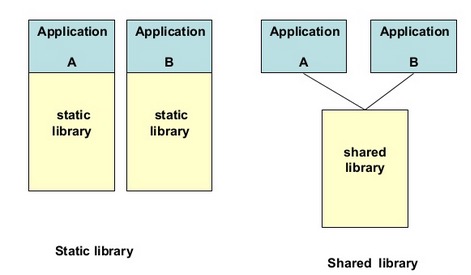 Application
A
Application
B
Application
A
Application
B
static
library
static
library
shared
library
Static library
Shared library